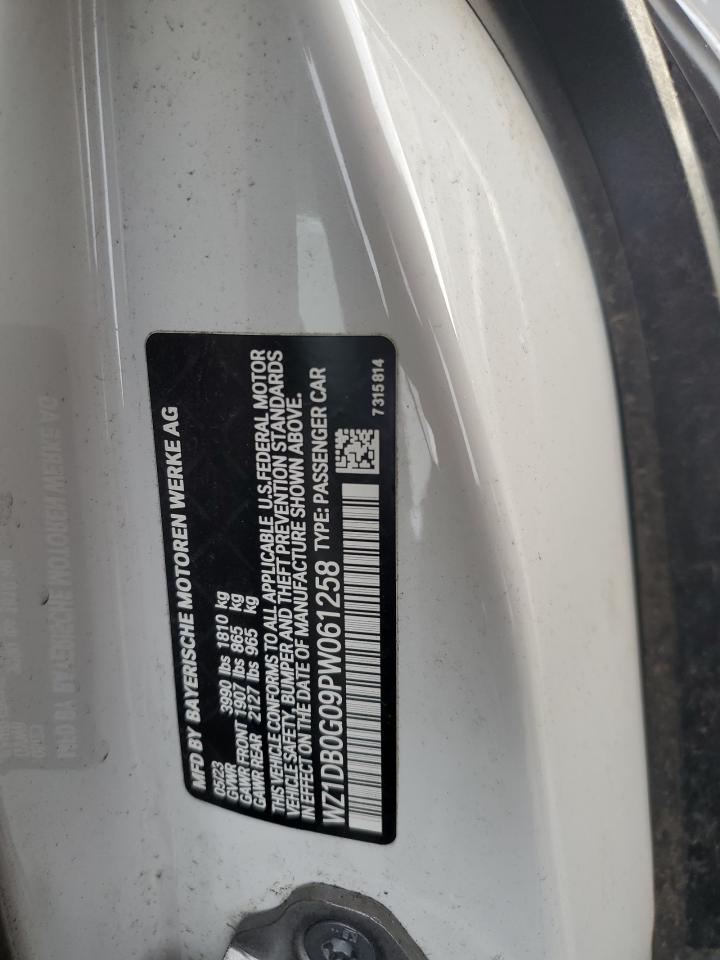 MFD BY BAYERISCHE MOTOREN WERKE AG
05/23
GVWR 3990 lbs 1810 kg
GAWR FRONT 1907 lbs 865 kg
GAWR REAR 2127 lbs 965 kg
THIS VEHICLE CONFORMS TO ALL APPLICABLE U.S.FEDERAL MOTOR
VEHICLE SAFETY, BUMPER AND THEFT PREVENTION STANDARDS
IN EFFECT ON THE DATE OF MANUFACTURE SHOWN ABOVE.
WZ1DB0G09PW061258 TYPE: PASSENGER CAR
7315814